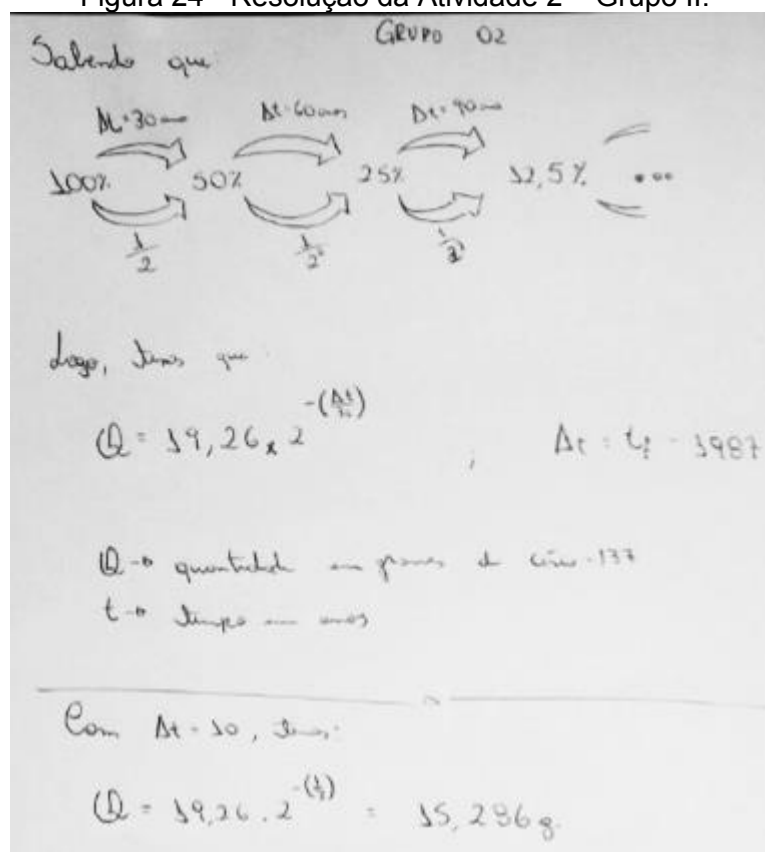 Figura 24 - Resolução da Atividade 2 - Grupo II.
GRUPO 02
Sabendo que
Δt=30 anos Δt=60 anos Δt=90 anos
100% 50% 25% 12,5% ...
1/2 1/2 1/2
Logo, temos que
Q = 19,26 x 2^-(Δt/30) ; Δt = tf - 1987
Q → quantidade em gramas de césio-137
t → tempo em anos
Com Δt = 10, temos:
Q = 19,26 . 2^-(1/3) = 15,286g.